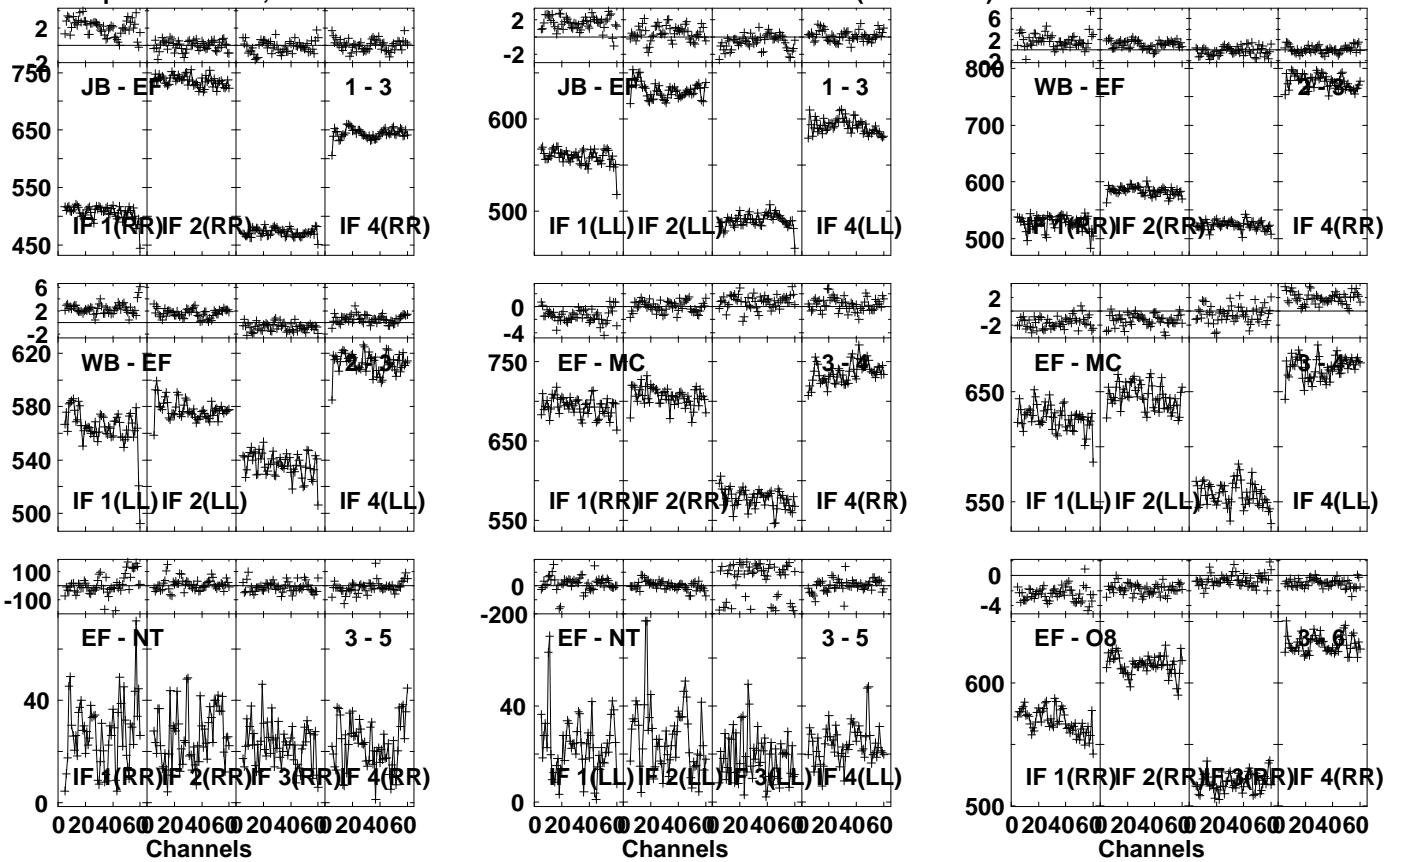 2 2 6
2
-2 -2 2
JB - EF 1 - 3 JB - EF 1 - 3 WB - EF 2 - 3
750 600 800
650 700
550 500 600
450 500
IF 1(RR) IF 2(RR) IF 4(RR) IF 1(LL) IF 2(LL) IF 4(LL) IF 1(RR) IF 2(RR) IF 4(RR)
6 0 2
2 -4 -2
-2
WB - EF 2 - 3 EF - MC 3 - 4 EF - MC 3 - 4
620 750 650
580 650 550
540 550
500
IF 1(LL) IF 2(LL) IF 4(LL) IF 1(RR) IF 2(RR) IF 4(RR) IF 1(LL) IF 2(LL) IF 4(LL)
100 0 0
-100 -200 -4
EF - NT 3 - 5 EF - NT 3 - 5 EF - O8 3 - 6
40 40 600
0 0 500
IF 1(RR) IF 2(RR) IF 3(RR) IF 4(RR) IF 1(LL) IF 2(LL) IF 3(LL) IF 4(LL) IF 1(RR) IF 2(RR) IF 3(RR) IF 4(RR)
0 20 40 60 0 20 40 60 0 20 40 60 0 20 40 60 0 20 40 60 0 20 40 60 0 20 40 60 0 20 40 60 0 20 40 60 0 20 40 60 0 20 40 60 0 20 40 60
Channels Channels Channels